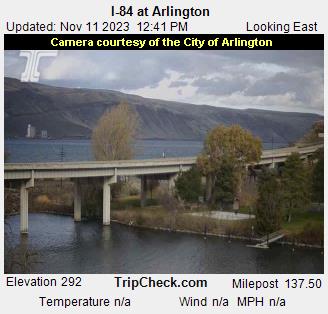 I-84 at Arlington
Updated: Nov 11 2023 12:41 PM Looking East
Camera courtesy of the City of Arlington
Elevation 292 TripCheck.com Milepost 137.50
Temperature n/a Wind n/a MPH n/a